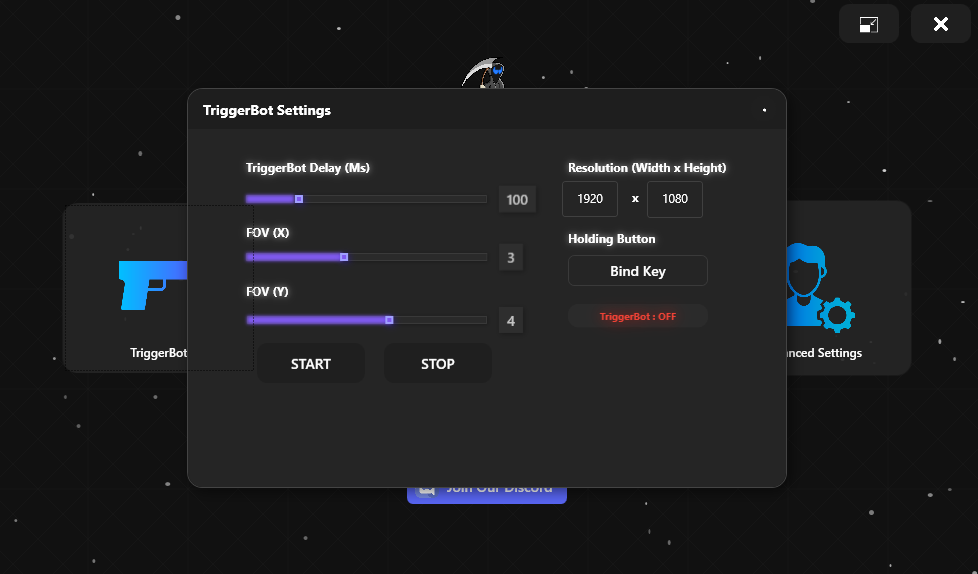 TriggerBot Settings
TriggerBot Delay (Ms)
100
FOV (X)
3
FOV (Y)
4
START
STOP
Resolution (Width x Height)
1920 x 1080
Holding Button
Bind Key
TriggerBot : OFF
TriggerBot
nced Settings
Join Our Discord